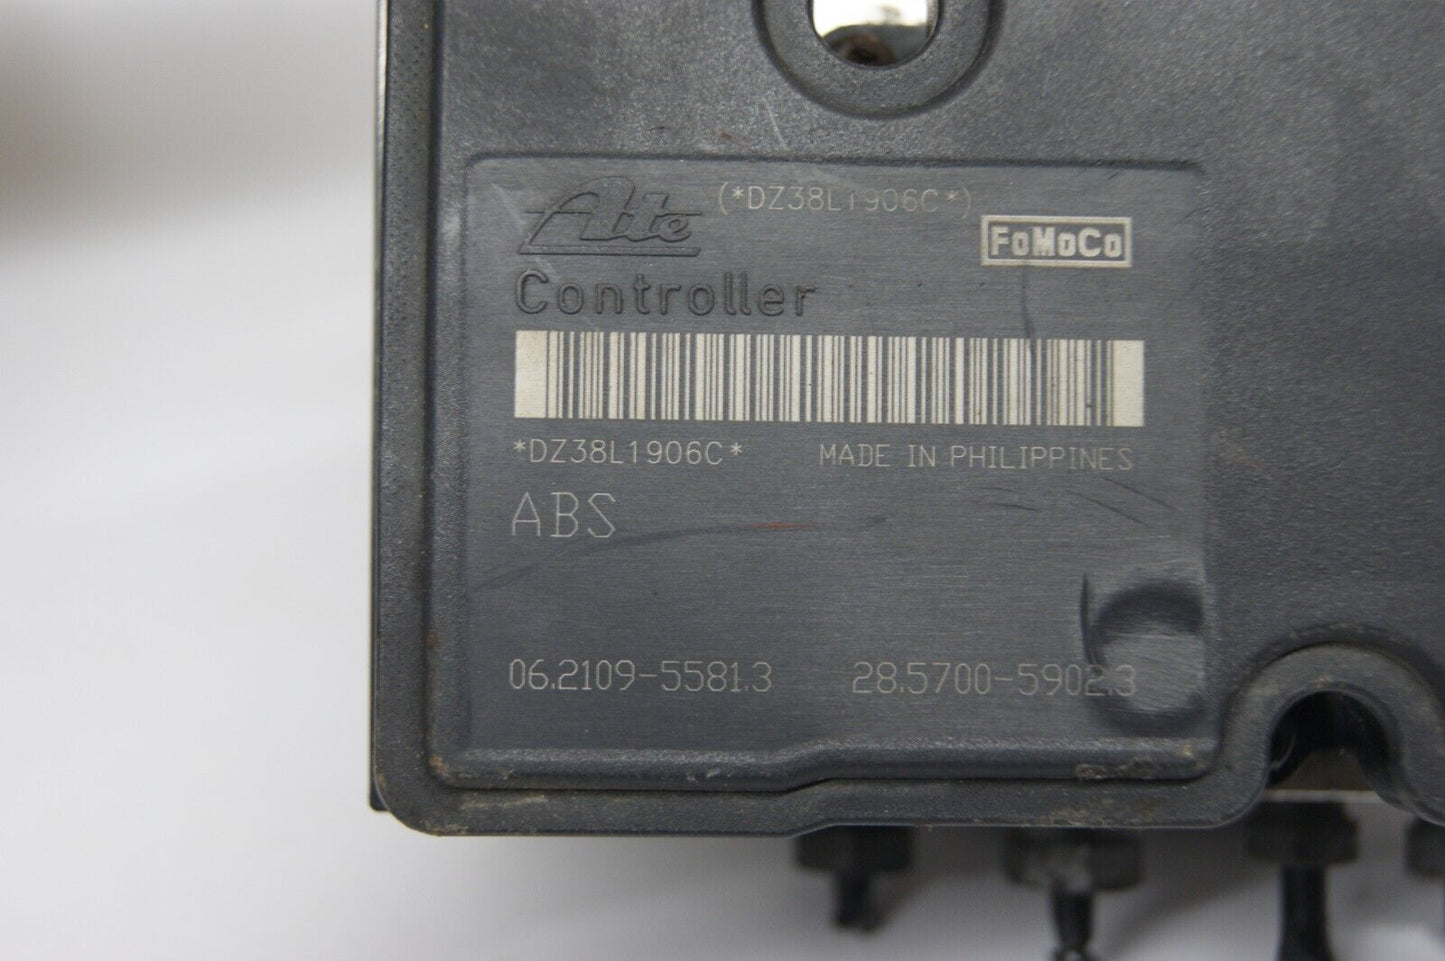 Ate (*DZ38L1906C*)
FoMoCo
Controller
*DZ38L1906C* MADE IN PHILIPPINES
ABS
06.2109-5581.3 28.5700-5902.3